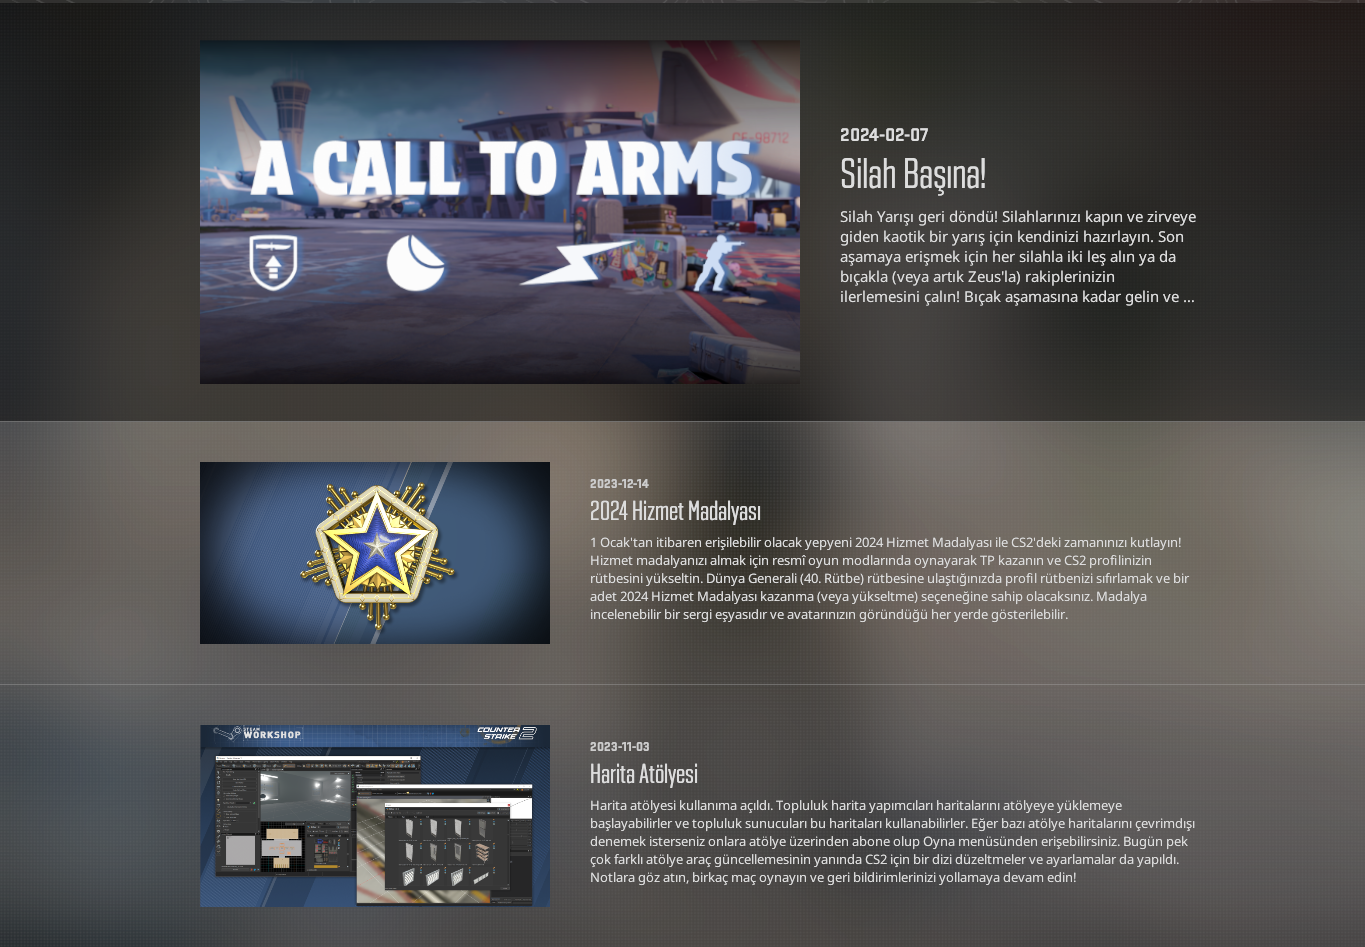 CF-98712
A CALL TO ARMS
2024-02-07
Silah Başına!
Silah Yarışı geri döndü! Silahlarınızı kapın ve zirveye
giden kaotik bir yarış için kendinizi hazırlayın. Son
aşamaya erişmek için her silahla iki leş alın ya da
bıçakla (veya artık Zeus'la) rakiplerinizin
ilerlemesini çalın! Bıçak aşamasına kadar gelin ve ...
2023-12-14
2024 Hizmet Madalyası
1 Ocak'tan itibaren erişilebilir olacak yepyeni 2024 Hizmet Madalyası ile CS2'deki zamanınızı kutlayın!
Hizmet madalyanızı almak için resmî oyun modlarında oynayarak TP kazanın ve CS2 profilinizin
rütbesini yükseltin. Dünya Generali (40. Rütbe) rütbesine ulaştığınızda profil rütbenizi sıfırlamak ve bir
adet 2024 Hizmet Madalyası kazanma (veya yükseltme) seçeneğine sahip olacaksınız. Madalya
incelenebilir bir sergi eşyasıdır ve avatarınızın göründüğü her yerde gösterilebilir.
STEAM
WORKSHOP
COUNTER
STRIKE 2
2023-11-03
Harita Atölyesi
Harita atölyesi kullanıma açıldı. Topluluk harita yapımcıları haritalarını atölyeye yüklemeye
başlayabilirler ve topluluk sunucuları bu haritaları kullanabilirler. Eğer bazı atölye haritalarını çevrimdışı
denemek isterseniz onlara atölye üzerinden abone olup Oyna menüsünden erişebilirsiniz. Bugün pek
çok farklı atölye araç güncellemesinin yanında CS2 için bir dizi düzeltmeler ve ayarlamalar da yapıldı.
Notlara göz atın, birkaç maç oynayın ve geri bildirimlerinizi yollamaya devam edin!